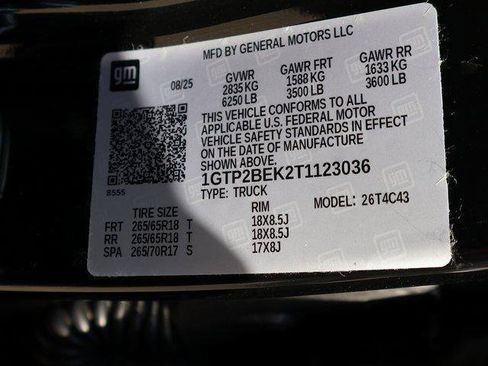 MFD BY GENERAL MOTORS LLC
gm
08/25
GVWR GAWR FRT GAWR RR
2835 KG 1588 KG 1633 KG
6250 LB 3500 LB 3600 LB
THIS VEHICLE CONFORMS TO ALL
APPLICABLE U.S. FEDERAL MOTOR
VEHICLE SAFETY STANDARDS IN EFFECT
ON THE DATE OF MANUFACTURE
SHOWN ABOVE.
1GTP2BEK2T1123036
8555
TYPE: TRUCK MODEL: 26T4C43
TIRE SIZE RIM
FRT 265/65R18 T 18X8.5J
RR 265/65R18 T 18X8.5J
SPA 265/70R17 S 17X8J